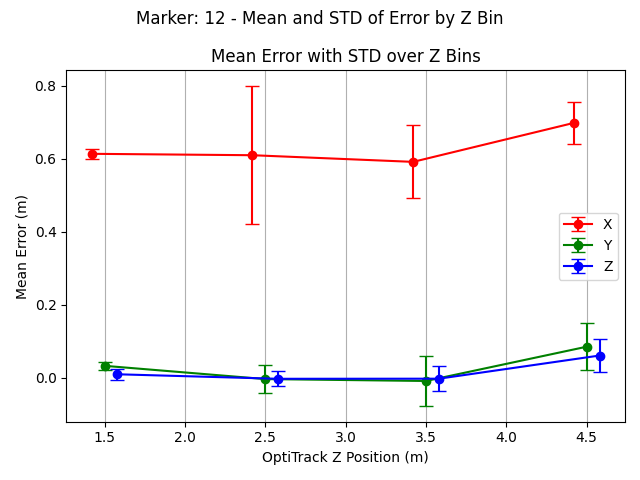 Marker: 12 - Mean and STD of Error by Z Bin
Mean Error with STD over Z Bins
Mean Error (m)
0.8
0.6
0.4
0.2
0.0
X
Y
Z
1.5 2.0 2.5 3.0 3.5 4.0 4.5
OptiTrack Z Position (m)